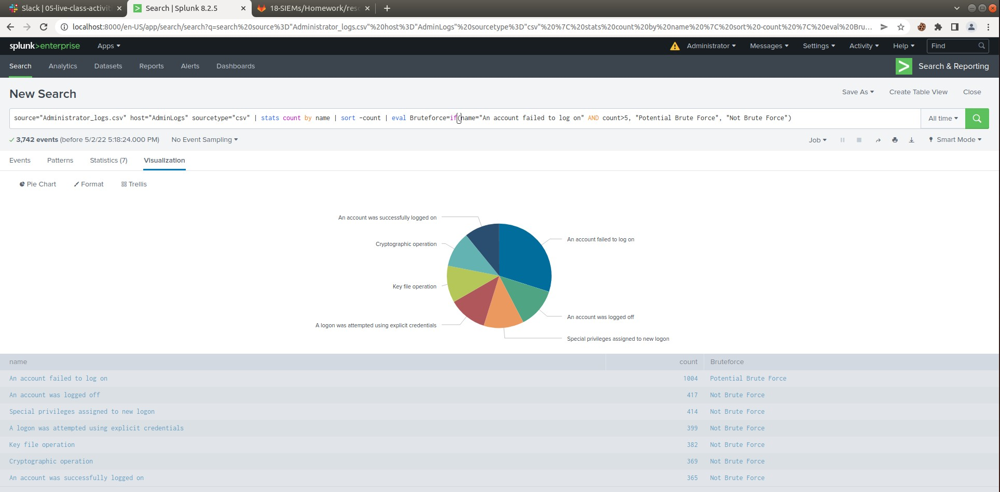 Slack | 05-live-class-activiti
Search | Splunk 8.2.5
18-SIEMs/Homework/reso
localhost:8000/en-US/app/search/search?q=search%20source%3D"Administrator_logs.csv"%20host%3D"AdminLogs"%20sourcetype%3D"csv"%20%7C%20stats%20count%20by%20name%20%7C%20sort%20-count%20%7C%20eval%20Bru...
splunk>enterprise Apps Administrator Messages Settings Activity Help Find
Search Analytics Datasets Reports Alerts Dashboards Search & Reporting
New Search Save As Create Table View Close
source="Administrator_logs.csv" host="AdminLogs" sourcetype="csv" | stats count by name | sort -count | eval Bruteforce=if(name="An account failed to log on" AND count>5, "Potential Brute Force", "Not Brute Force") All time
3,742 events (before 5/2/22 5:18:24.000 PM) No Event Sampling Job Smart Mode
Events Patterns Statistics (7) Visualization
Pie Chart Format Trellis
An account was successfully logged on
An account failed to log on
Cryptographic operation
Key file operation
An account was logged off
A logon was attempted using explicit credentials
Special privileges assigned to new logon
name count Bruteforce
An account failed to log on 1004 Potential Brute Force
An account was logged off 417 Not Brute Force
Special privileges assigned to new logon 414 Not Brute Force
A logon was attempted using explicit credentials 399 Not Brute Force
Key file operation 382 Not Brute Force
Cryptographic operation 369 Not Brute Force
An account was successfully logged on 365 Not Brute Force